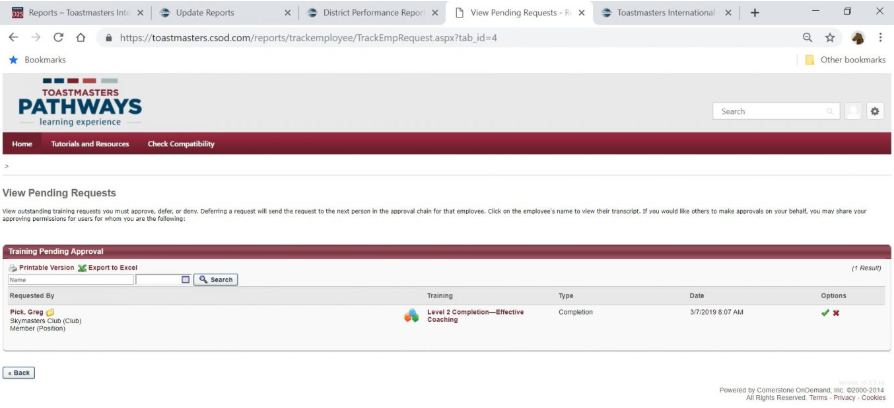 Reports – Toastmasters Inte
Update Reports
District Performance Report
View Pending Requests - R
Toastmasters International
https://toastmasters.csod.com/reports/trackemployee/TrackEmpRequest.aspx?tab_id=4
Bookmarks
Other bookmarks
TOASTMASTERS
PATHWAYS
learning experience
Search
Home Tutorials and Resources Check Compatibility
>
View Pending Requests
View outstanding training requests you must approve, defer, or deny. Deferring a request will send the request to the next person in the approval chain for that employee. Click on the employee's name to view their transcript. If you would like others to make approvals on your behalf, you may share your
approving permissions for users for whom you are the following:
Training Pending Approval
Printable Version Export to Excel (1 Result)
Name Search
Requested By Training Type Date Options
Pick, Greg Level 2 Completion—Effective Completion 3/7/2019 8:07 AM
Skymasters Club (Club) Coaching
Member (Position)
« Back
Powered by Cornerstone OnDemand, Inc. ©2000-2014
All Rights Reserved. Terms - Privacy - Cookies